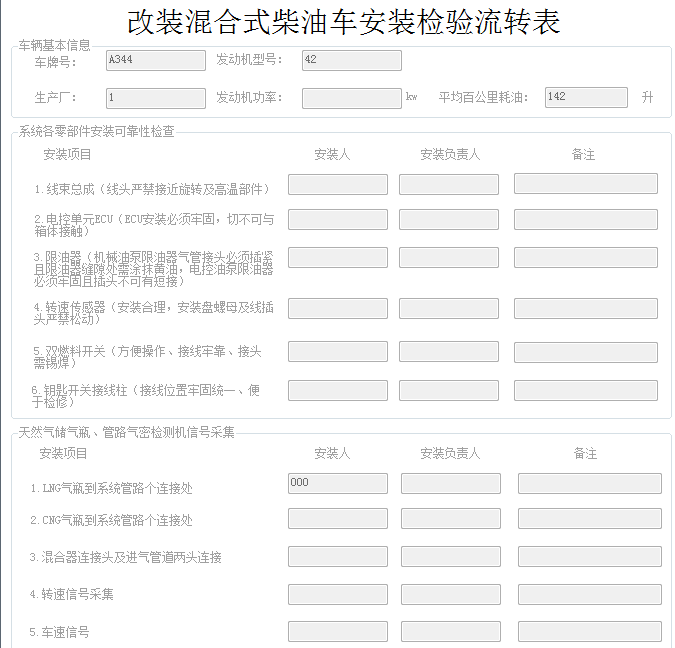 改装混合式柴油车安装检验流转表
车辆基本信息
车牌号： A344 发动机型号： 42
生产厂： 1 发动机功率： kw 平均百公里耗油： 142 升
系统各零部件安装可靠性检查
安装项目 安装人 安装负责人 备注
1.线束总成（线头严禁接近旋转及高温部件）
2.电控单元ECU（ECU安装必须牢固，切不可与
箱体接触）
3.限油器（机械油泵限油器气管接头必须插紧
且限油器缝隙处需涂抹黄油，电控油泵限油器
必须牢固且插头不可有短接）
4.转速传感器（安装合理，安装盘螺母及线插
头严禁松动）
5.双燃料开关（方便操作、接线牢靠、接头
需锡焊）
6.钥匙开关接线柱（接线位置牢固统一、便
于检修）
天然气储气瓶、管路气密检测机信号采集
安装项目 安装人 安装负责人 备注
1.LNG气瓶到系统管路个连接处 000
2.CNG气瓶到系统管路个连接处
3.混合器连接头及进气管道两头连接
4.转速信号采集
5.车速信号